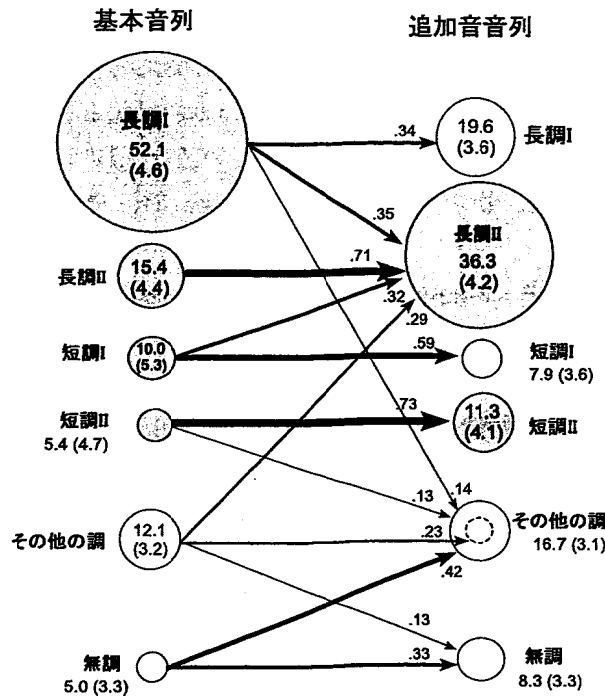 基本音列
追加音音列
長調I
52.1
(4.6)
.34
19.6
(3.6)
長調I
.35
長調II
36.3
(4.2)
長調II
15.4
(4.4)
.71
.32
.29
短調I
10.0
(5.3)
.59
短調I
7.9 (3.6)
短調II
5.4 (4.7)
.73
11.3
(4.1)
短調II
.13
.14
その他の調
12.1
(3.2)
.23
その他の調
16.7 (3.1)
.42
.13
無調
5.0 (3.3)
.33
無調
8.3 (3.3)